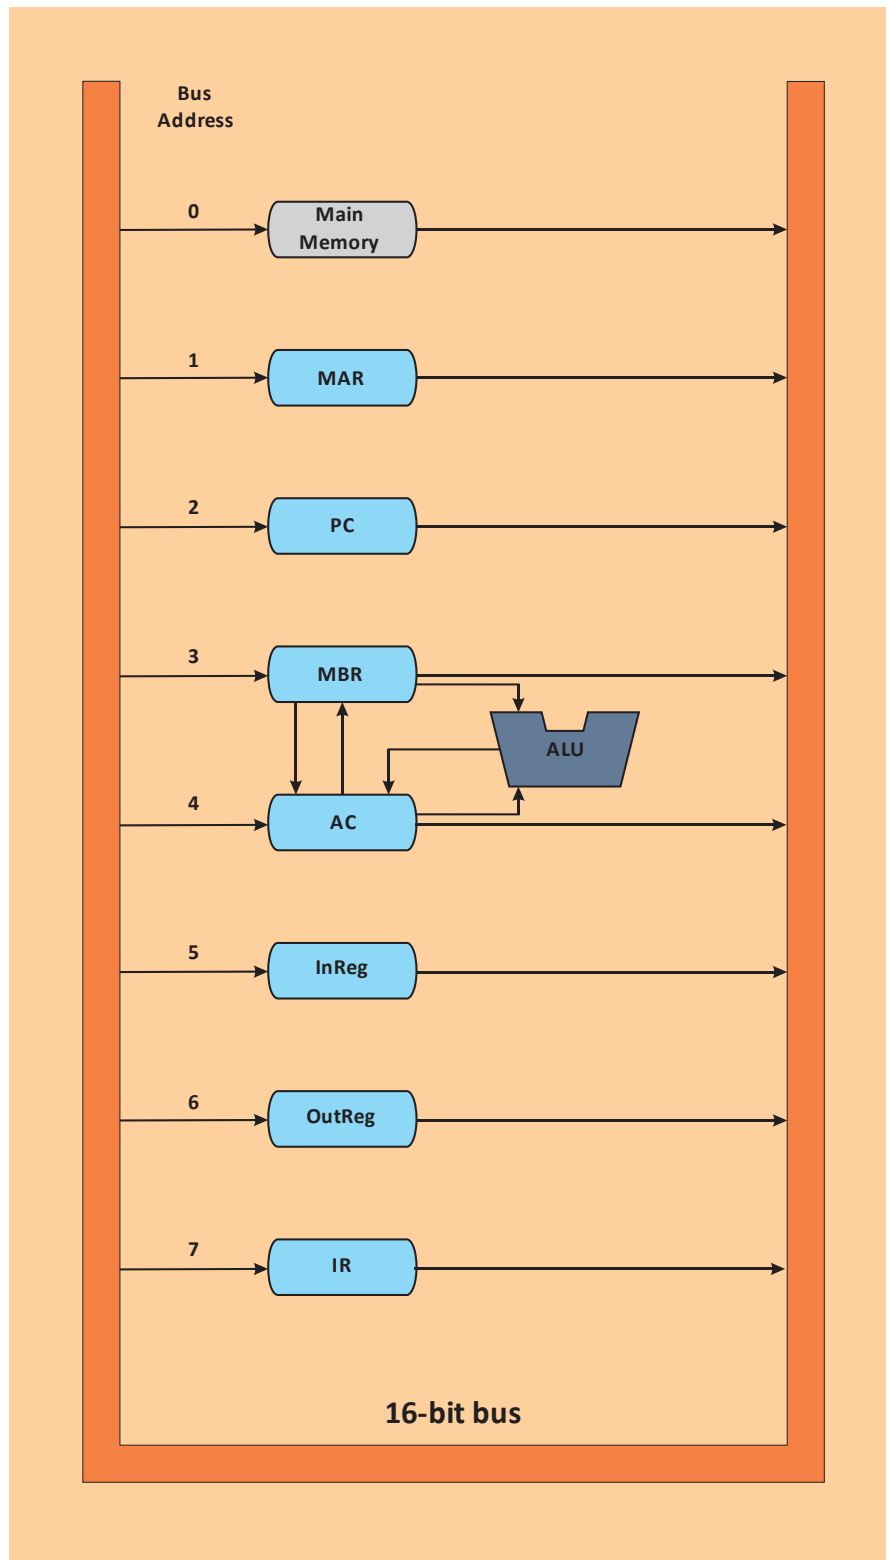 Bus
Address
0
Main
Memory
1
MAR
2
PC
3
MBR
ALU
4
AC
5
InReg
6
OutReg
7
IR
16-bit bus